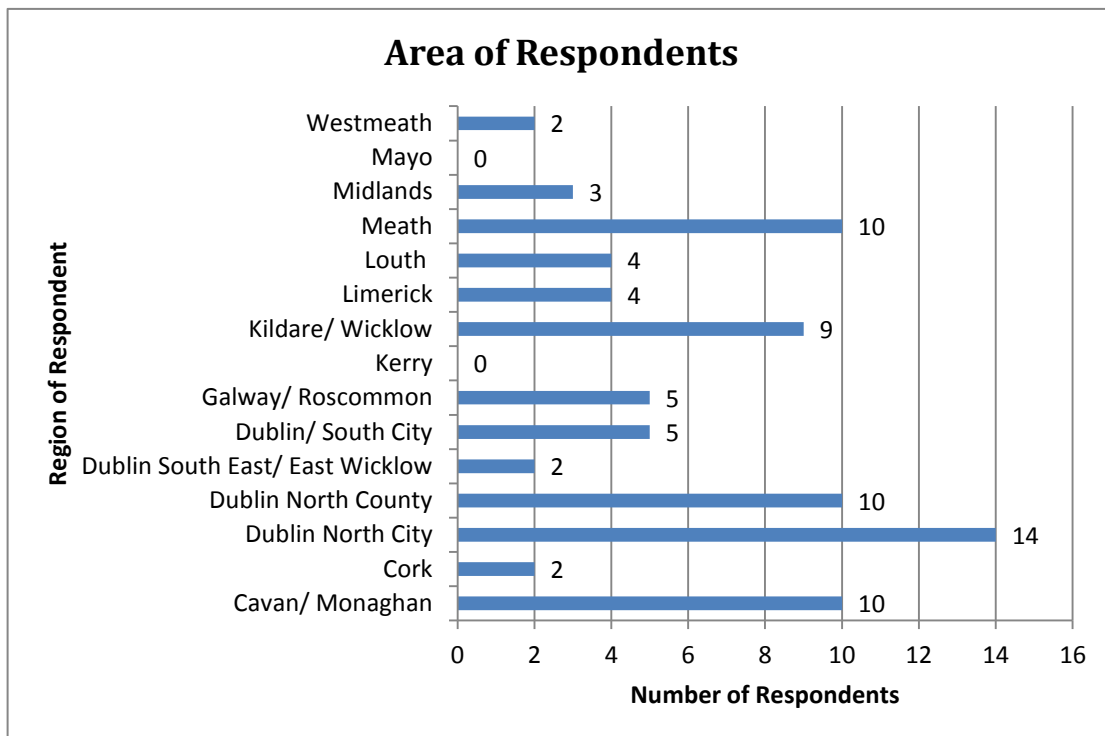 Area of Respondents
Region of Respondent
Westmeath 2
Mayo 0
Midlands 3
Meath 10
Louth 4
Limerick 4
Kildare/ Wicklow 9
Kerry 0
Galway/ Roscommon 5
Dublin/ South City 5
Dublin South East/ East Wicklow 2
Dublin North County 10
Dublin North City 14
Cork 2
Cavan/ Monaghan 10
0 2 4 6 8 10 12 14 16
Number of Respondents